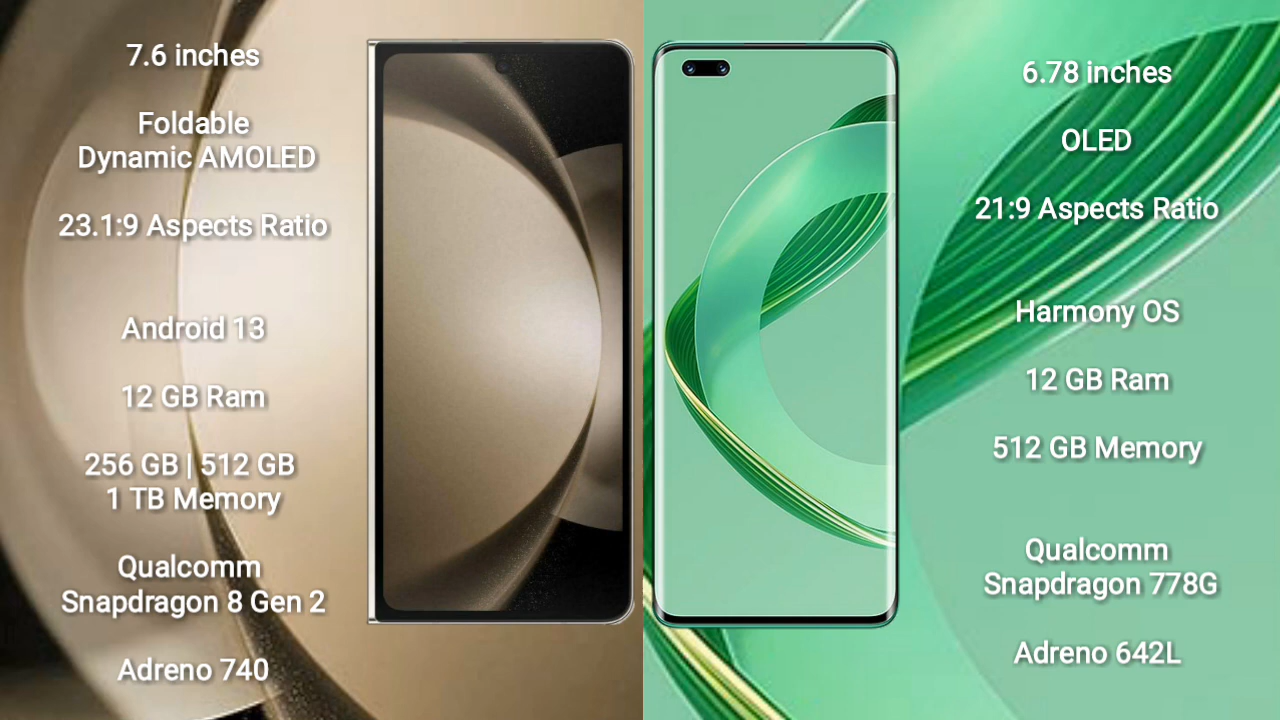 7.6 inches
Foldable
Dynamic AMOLED
23.1:9 Aspects Ratio
Android 13
12 GB Ram
256 GB | 512 GB
1 TB Memory
Qualcomm
Snapdragon 8 Gen 2
Adreno 740
6.78 inches
OLED
21:9 Aspects Ratio
Harmony OS
12 GB Ram
512 GB Memory
Qualcomm
Snapdragon 778G
Adreno 642L